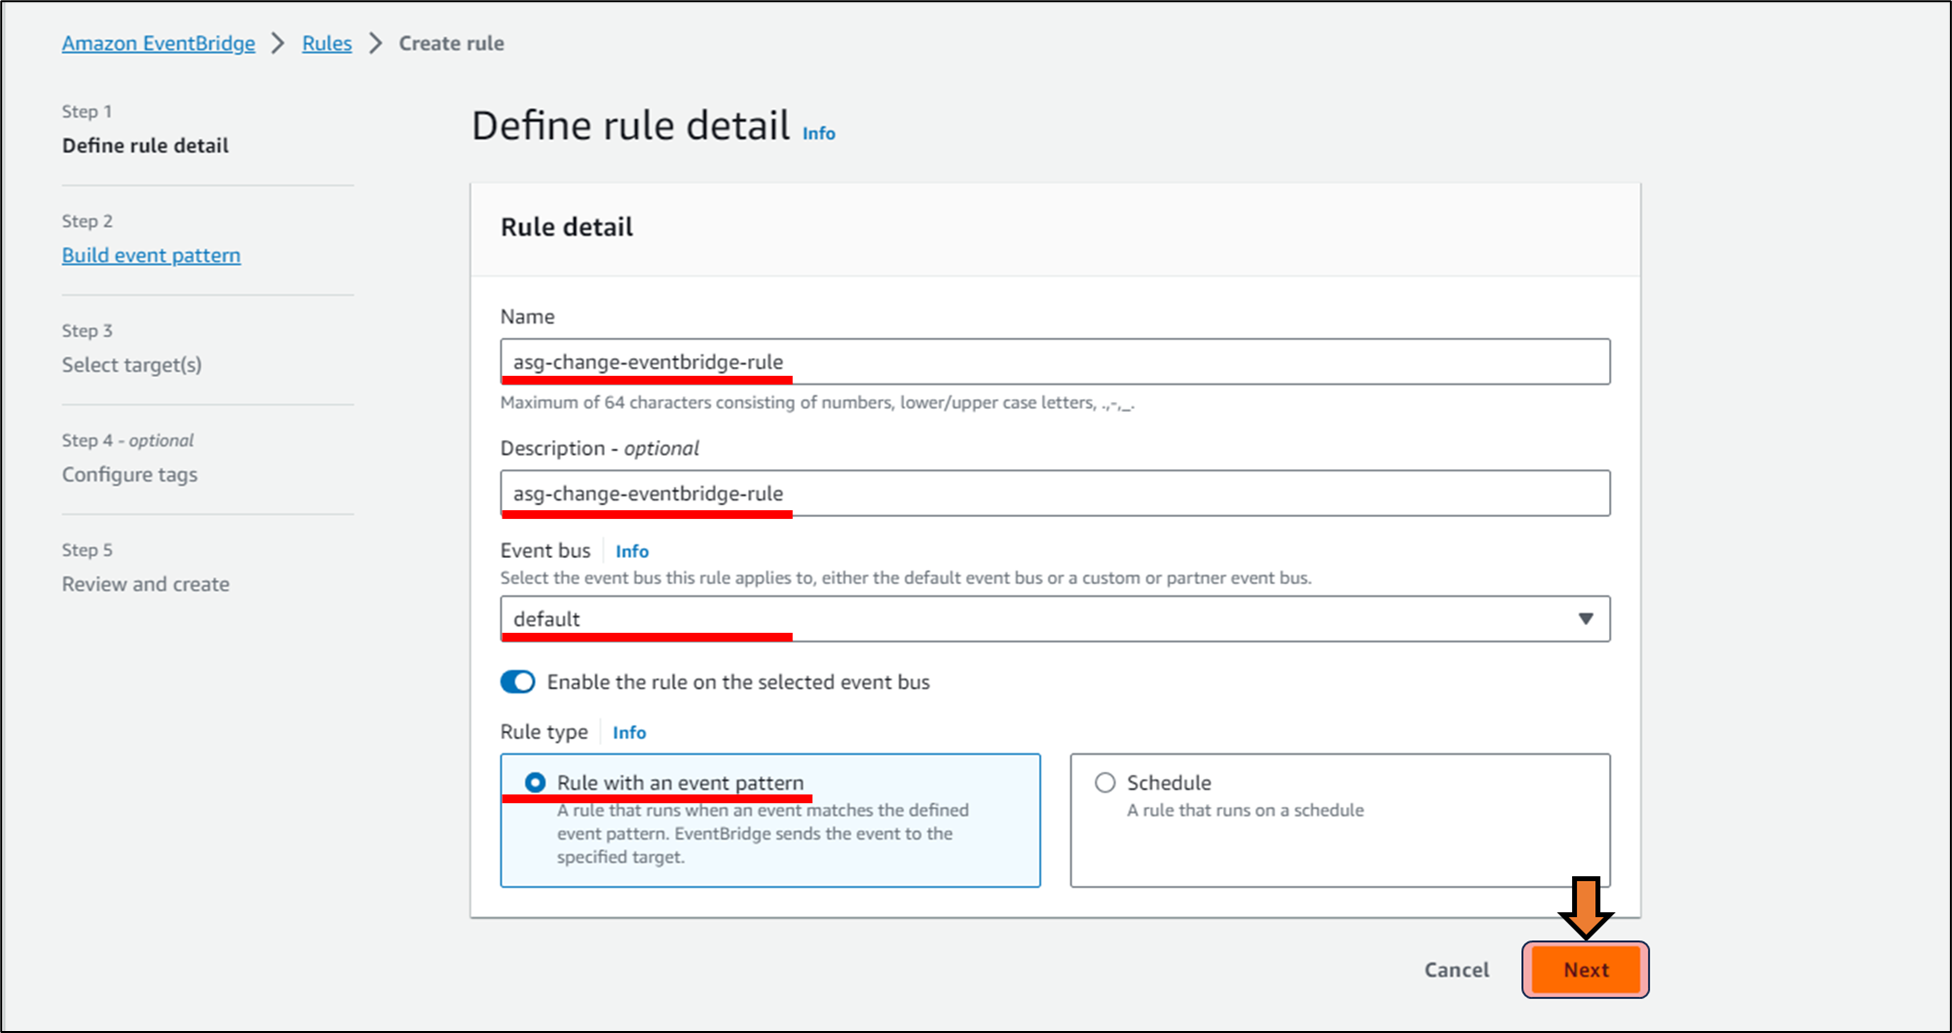 Amazon EventBridge > Rules > Create rule
Step 1
Define rule detail
Step 2
Build event pattern
Step 3
Select target(s)
Step 4 - optional
Configure tags
Step 5
Review and create
Define rule detail Info
Rule detail
Name
asg-change-eventbridge-rule
Maximum of 64 characters consisting of numbers, lower/upper case letters, .,-,_.
Description - optional
asg-change-eventbridge-rule
Event bus Info
Select the event bus this rule applies to, either the default event bus or a custom or partner event bus.
default
Enable the rule on the selected event bus
Rule type Info
Rule with an event pattern
A rule that runs when an event matches the defined
event pattern. EventBridge sends the event to the
specified target.
Schedule
A rule that runs on a schedule
Cancel
Next